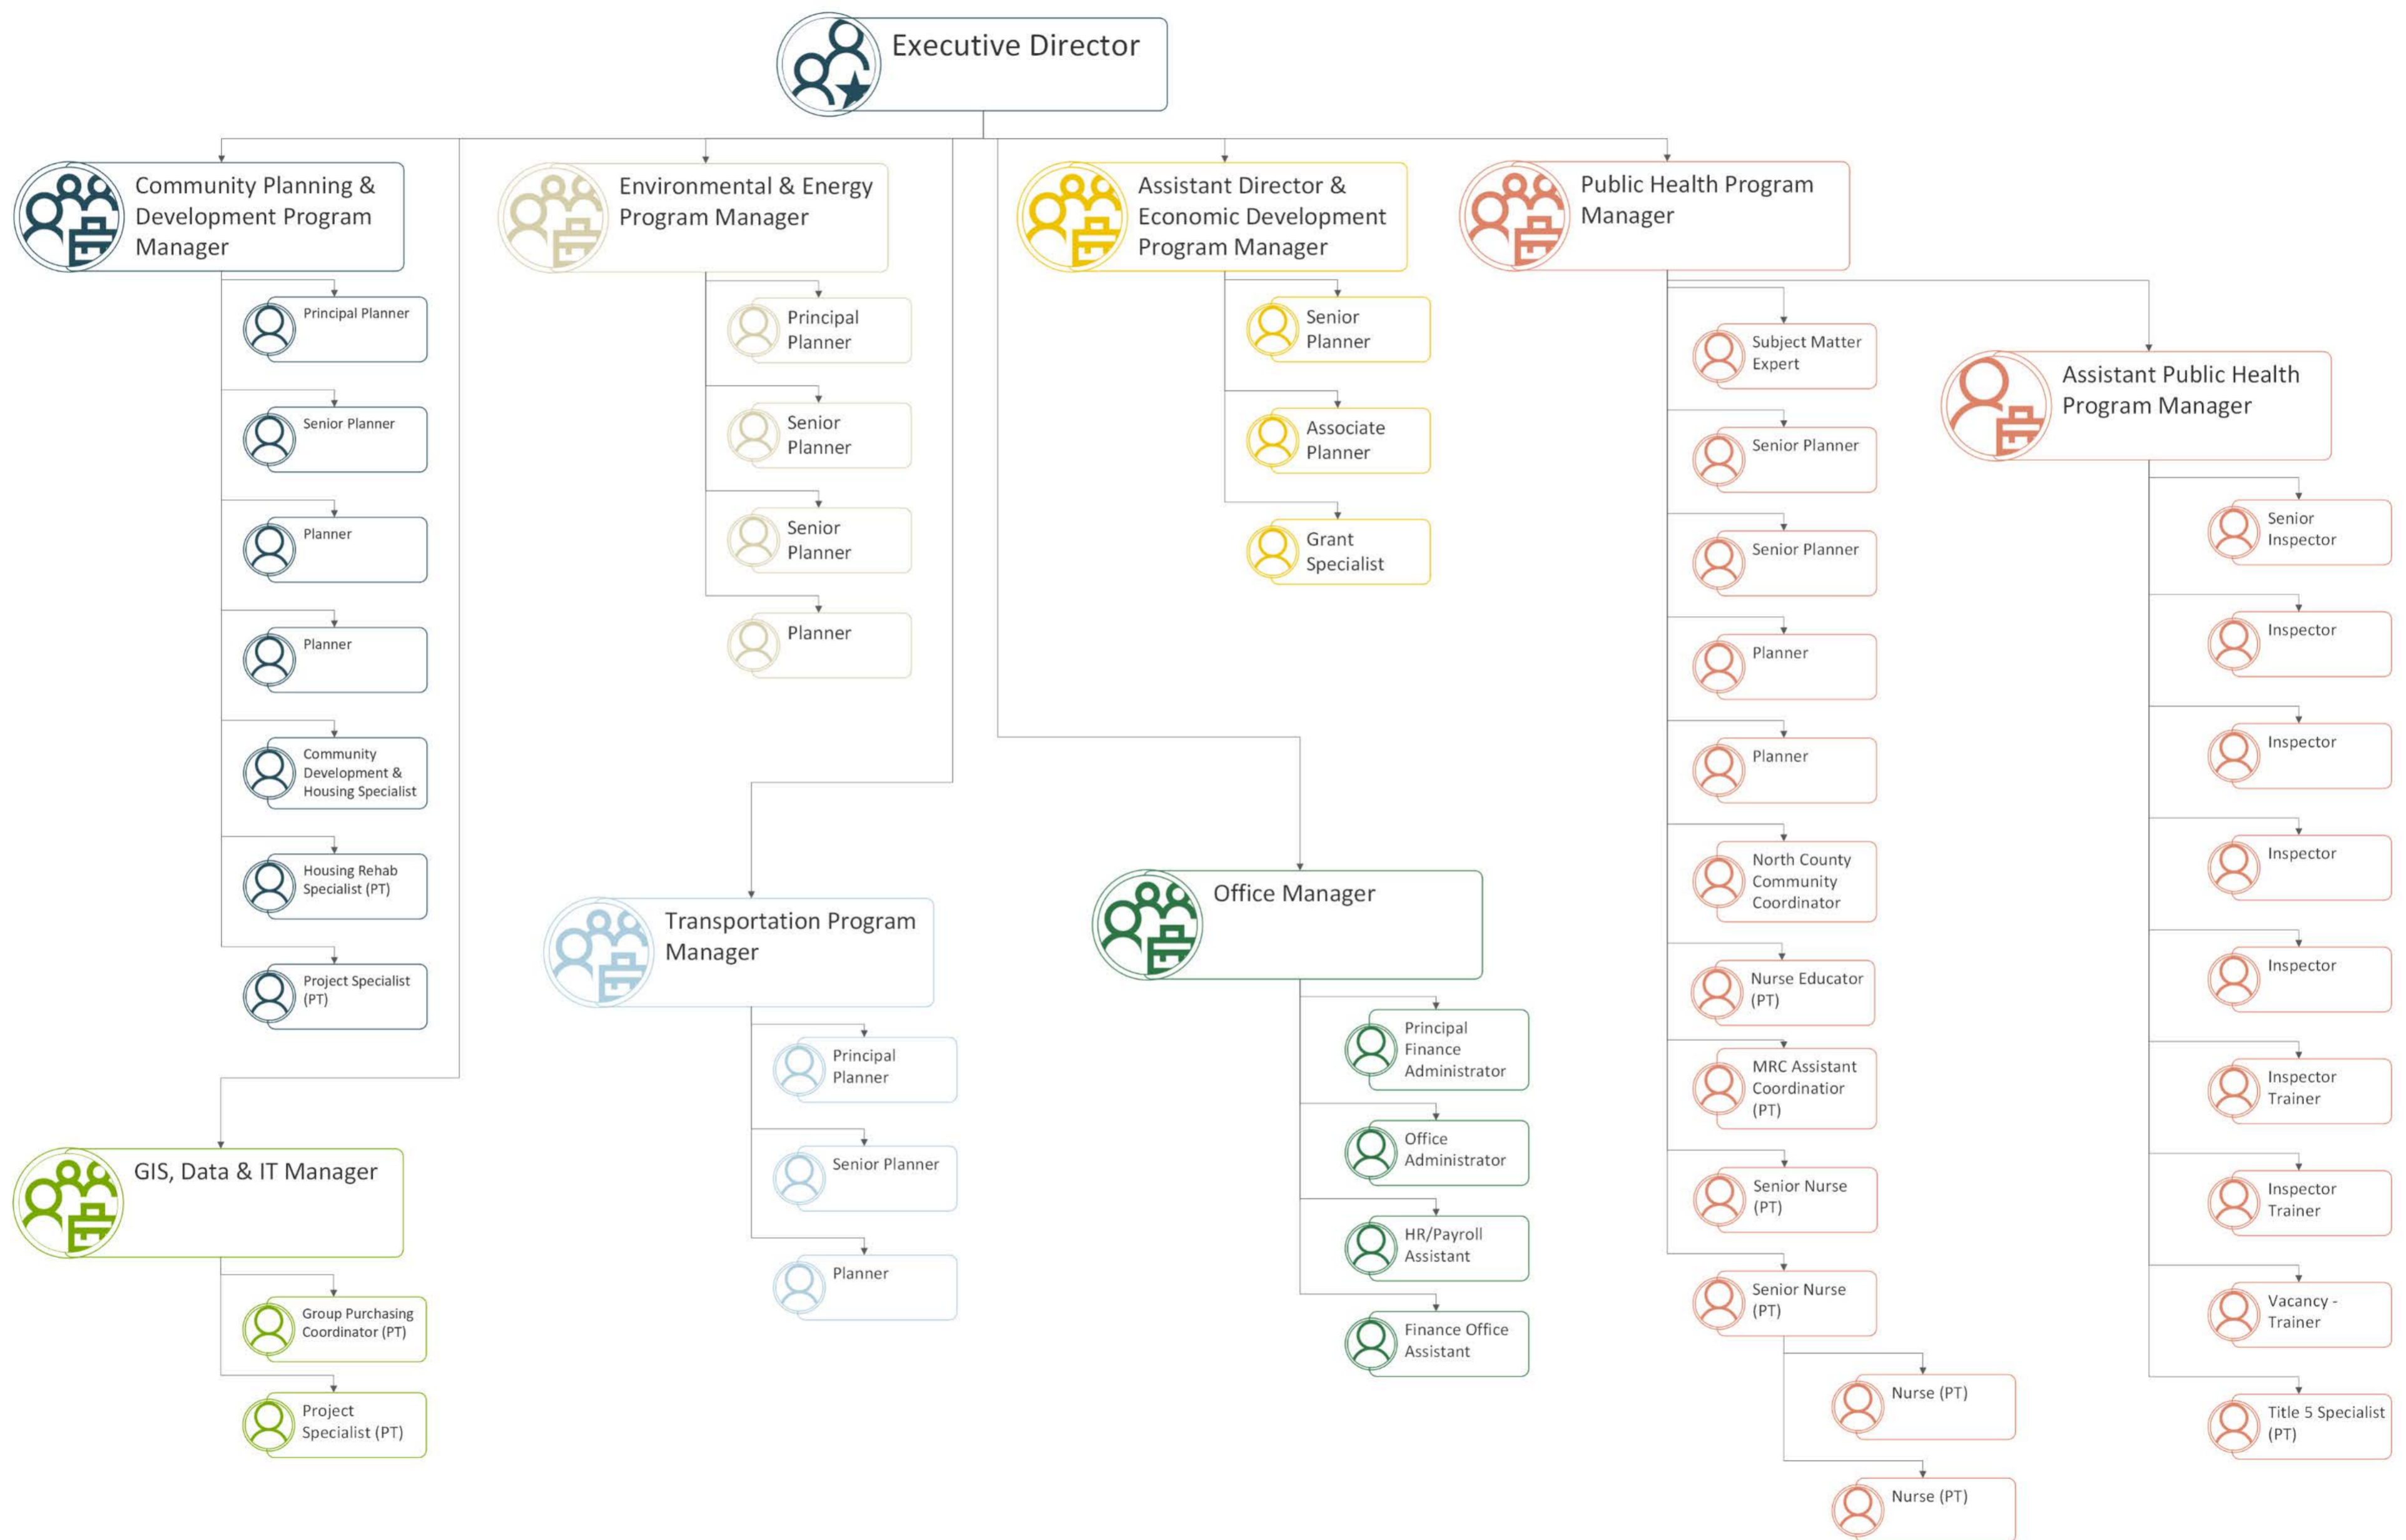 Executive Director
Community Planning &
Development Program
Manager
Principal Planner
Senior Planner
Planner
Planner
Community
Development &
Housing Specialist
Housing Rehab
Specialist (PT)
Project Specialist
(PT)
GIS, Data & IT Manager
Group Purchasing
Coordinator (PT)
Project
Specialist (PT)
Environmental & Energy
Program Manager
Principal
Planner
Senior
Planner
Senior
Planner
Planner
Transportation Program
Manager
Principal
Planner
Senior Planner
Planner
Assistant Director &
Economic Development
Program Manager
Senior
Planner
Associate
Planner
Grant
Specialist
Office Manager
Principal
Finance
Administrator
Office
Administrator
HR/Payroll
Assistant
Finance Office
Assistant
Public Health Program
Manager
Subject Matter
Expert
Senior Planner
Senior Planner
Planner
Planner
North County
Community
Coordinator
Nurse Educator
(PT)
MRC Assistant
Coordinatior
(PT)
Senior Nurse
(PT)
Senior Nurse
(PT)
Nurse (PT)
Nurse (PT)
Assistant Public Health
Program Manager
Senior
Inspector
Inspector
Inspector
Inspector
Inspector
Inspector
Trainer
Inspector
Trainer
Vacancy -
Trainer
Title 5 Specialist
(PT)